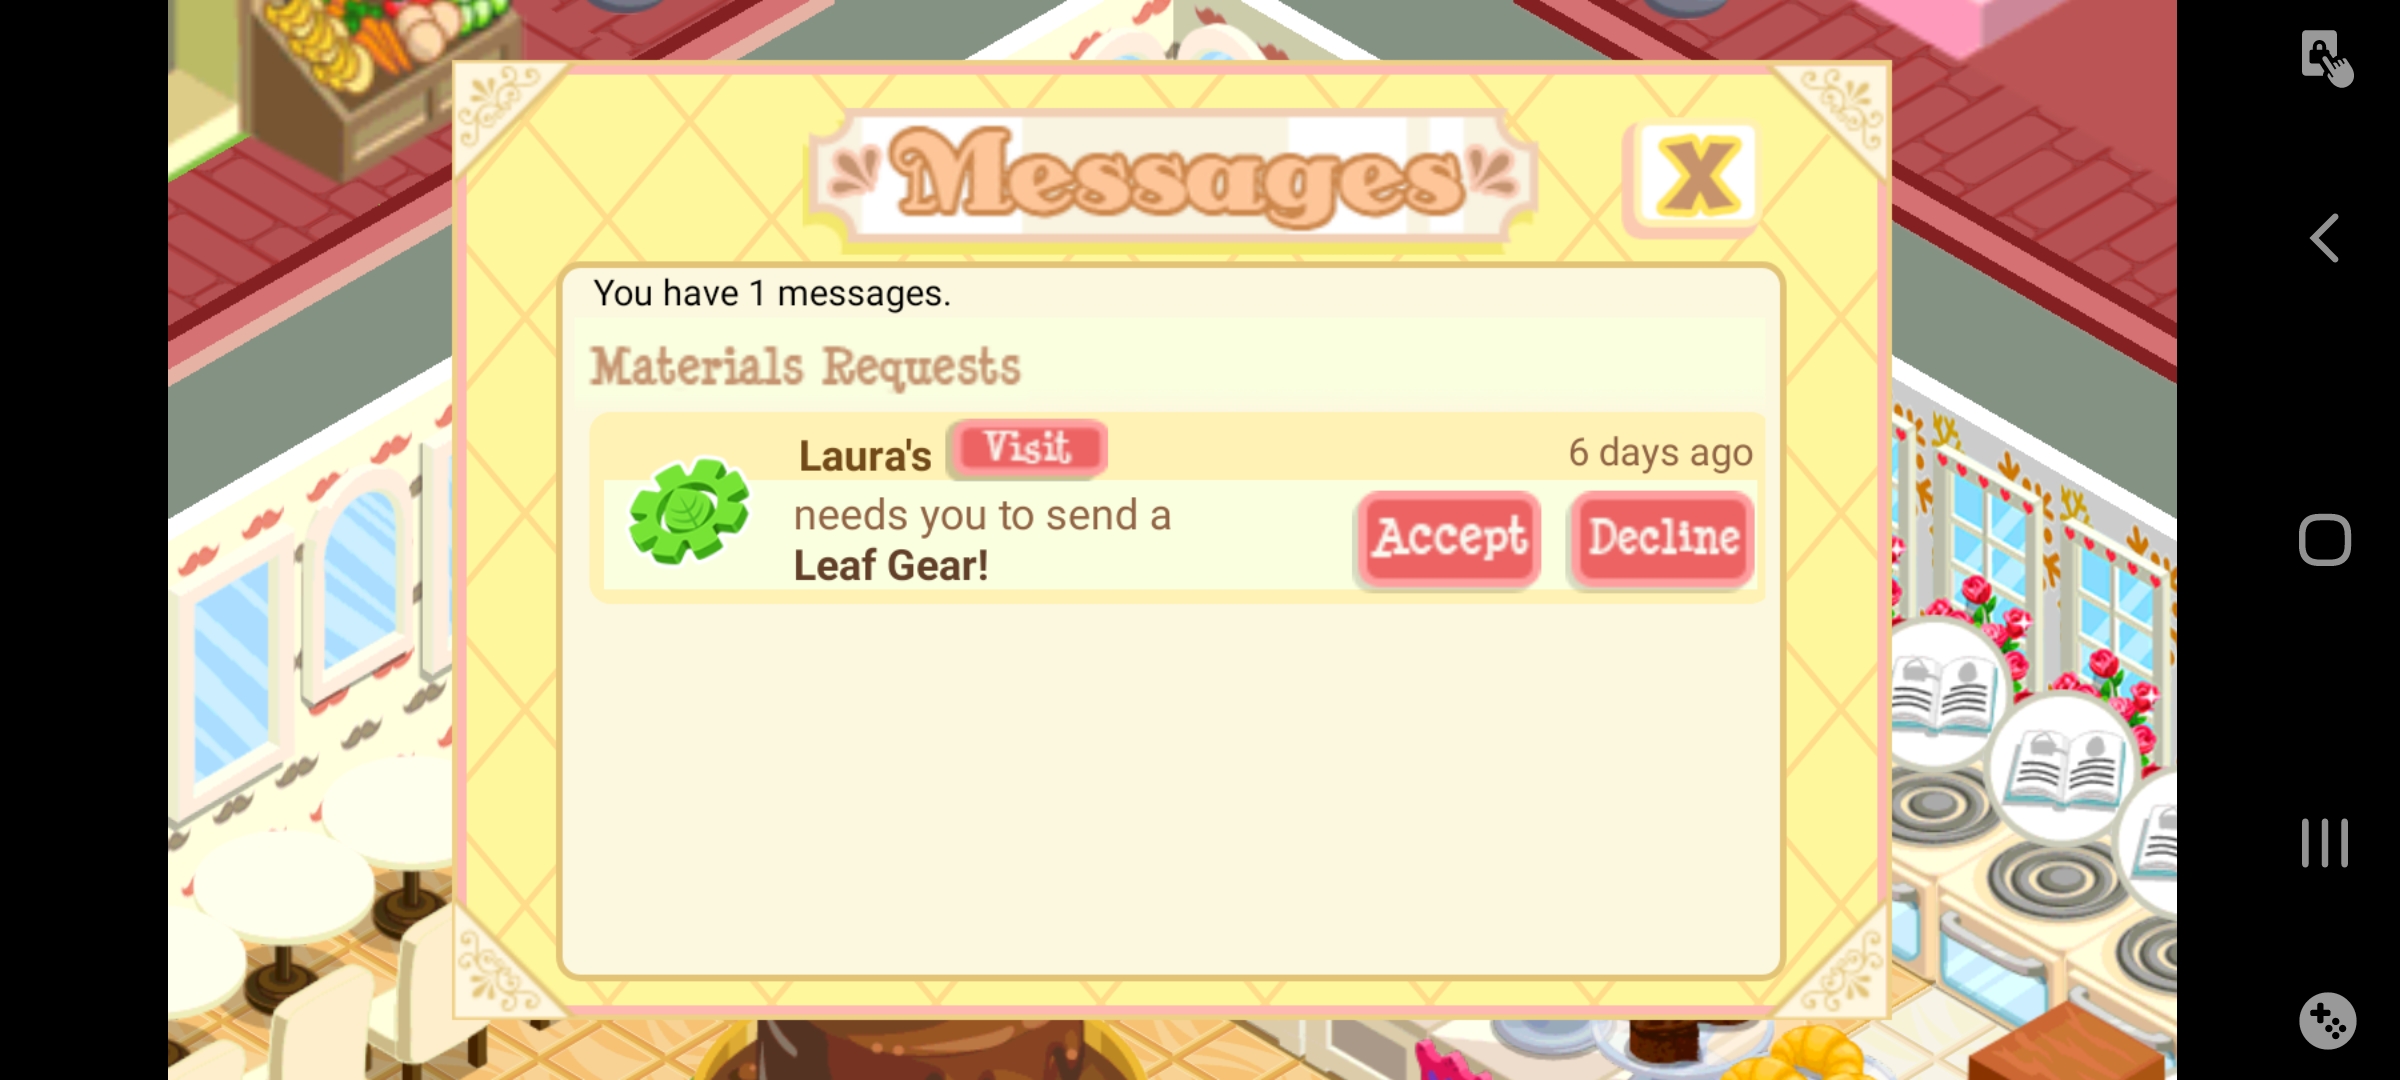 Messages
X
You have 1 messages.
Materials Requests
Laura's Visit 6 days ago
needs you to send a
Leaf Gear!
Accept Decline